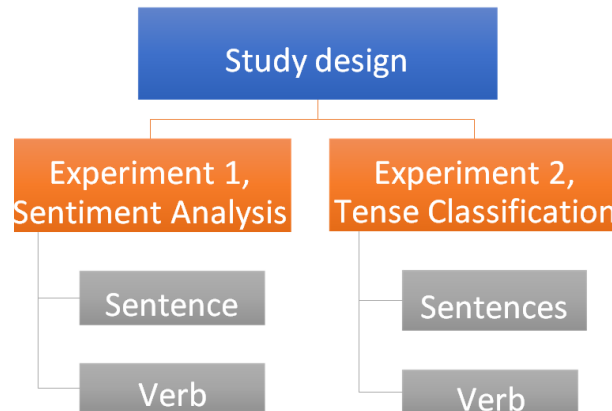 Study design
Experiment 1,
Sentiment Analysis
Sentence
Verb
Experiment 2,
Tense Classification
Sentences
Verb